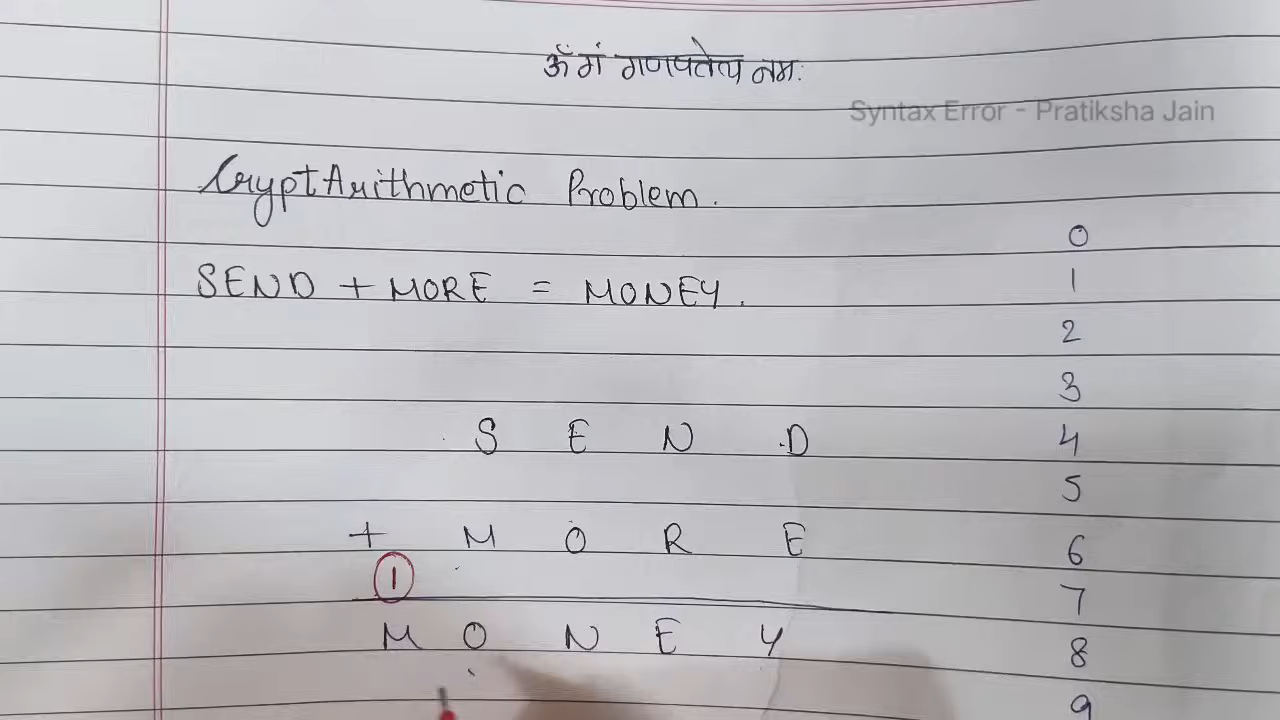 ॐ गं गणपतेय नमः
Syntax Error - Pratiksha Jain
CryptArithmetic Problem.
SEND + MORE = MONEY.
S E N D
+ M O R E
1
M O N E Y
0
1
2
3
4
5
6
7
8
9